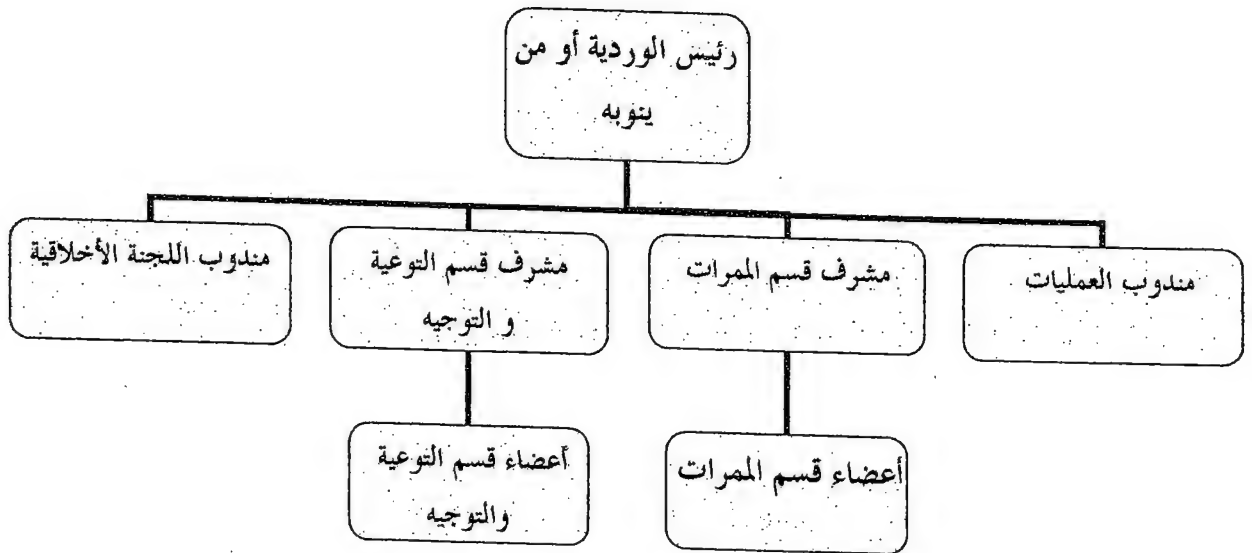 رئيس الوردية أو من
ينوبه
مندوب العمليات
مشرف قسم الممرات
مشرف قسم التوعية
و التوجيه
مندوب اللجنة الأخلاقية
أعضاء قسم الممرات
أعضاء قسم التوعية
والتوجيه